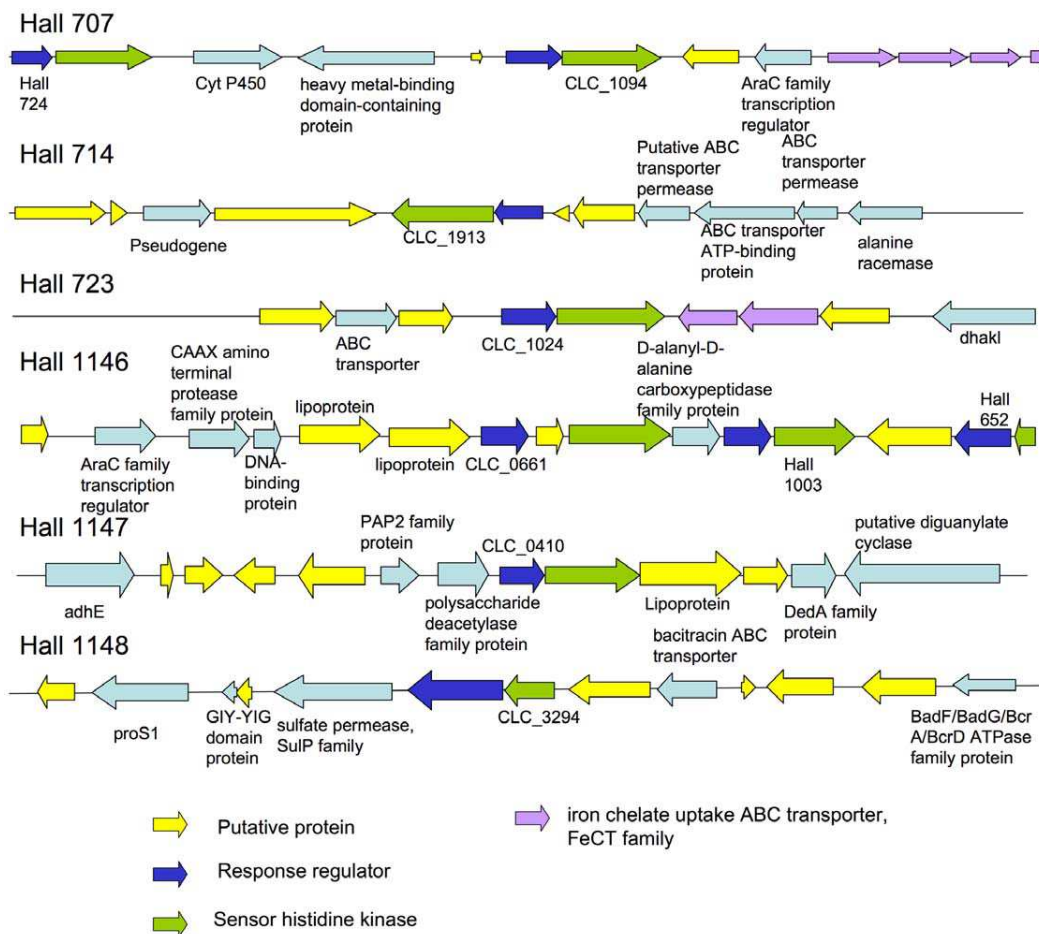 Hall 707
Hall
724
Cyt P450
heavy metal-binding
domain-containing
protein
CLC_1094
AraC family
transcription
regulator
Hall 714
Putative ABC
transporter
permease
ABC
transporter
permease
Pseudogene
CLC_1913
ABC transporter
ATP-binding
protein
alanine
racemase
Hall 723
ABC
transporter
CLC_1024
D-alanyl-D-
alanine
carboxypeptidase
family protein
dhakI
Hall 1146
CAAX amino
terminal
protease
family protein
lipoprotein
Hall
652
AraC family
transcription
regulator
DNA-
binding
protein
lipoprotein
CLC_0661
Hall
1003
Hall 1147
PAP2 family
protein
CLC_0410
putative diguanylate
cyclase
adhE
polysaccharide
deacetylase
family protein
Lipoprotein
DedA family
protein
Hall 1148
bacitracin ABC
transporter
proS1
GIY-YIG
domain
protein
sulfate permease,
SulP family
CLC_3294
BadF/BadG/Bcr
A/BcrD ATPase
family protein
Putative protein
iron chelate uptake ABC transporter,
FeCT family
Response regulator
Sensor histidine kinase